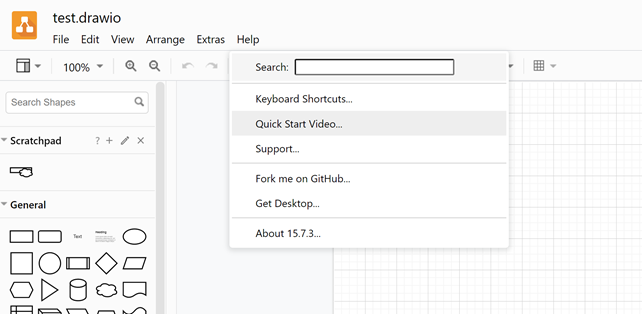 test.drawio
File Edit View Arrange Extras Help
100%
Search:
Search Shapes
Keyboard Shortcuts...
Quick Start Video...
Scratchpad ?
Support...
Fork me on GitHub...
General
Get Desktop...
Text Heading
About 15.7.3...